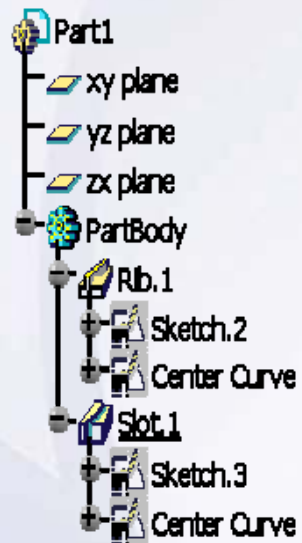 Part1
xy plane
yz plane
zx plane
PartBody
Rib.1
Sketch.2
Center Curve
Slot.1
Sketch.3
Center Curve